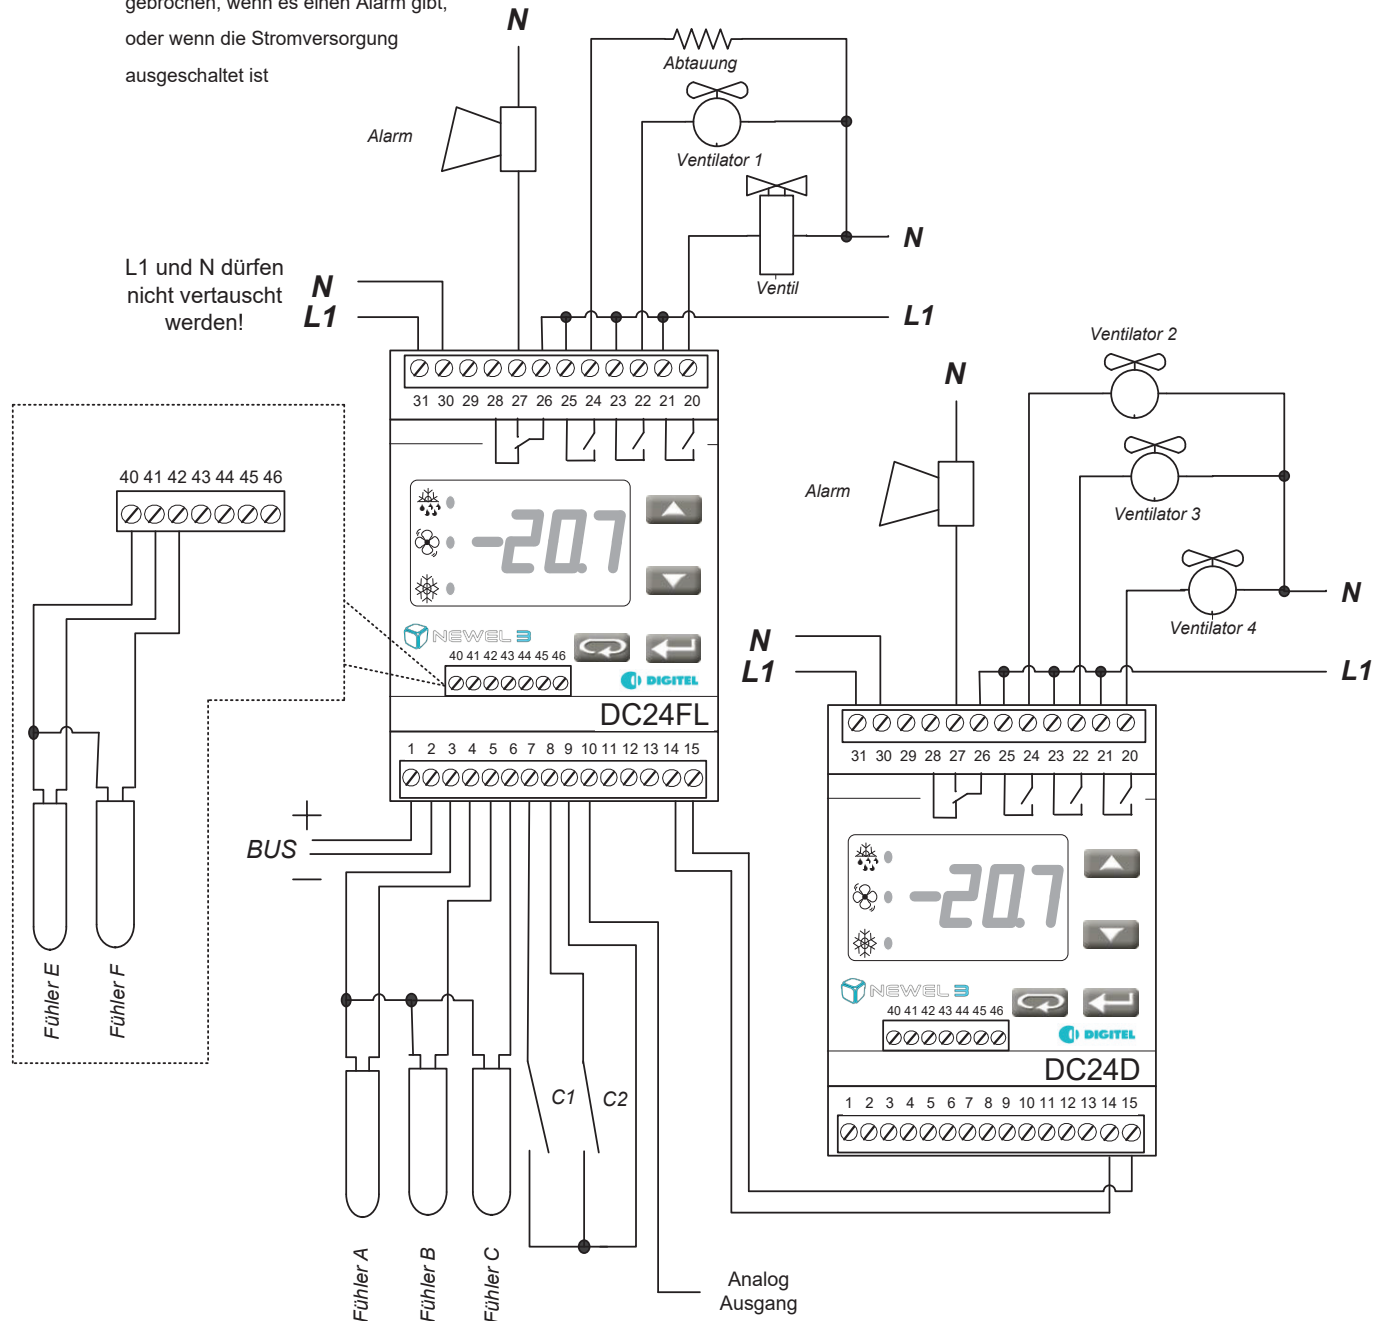 gebrochen, wenn es einen Alarm gibt,
oder wenn die Stromversorgung
ausgeschaltet ist
N
Abtauung
Alarm
Ventilator 1
N
Ventil
L1 und N dürfen
nicht vertauscht
werden!
N
L1
L1
31 30 29 28 27 26 25 24 23 22 21 20
40 41 42 43 44 45 46
-20.7
NEWEL 3
40 41 42 43 44 45 46
DIGITEL
DC24FL
1 2 3 4 5 6 7 8 9 10 11 12 13 14 15
+
BUS
—
Fühler E
Fühler F
Fühler A
Fühler B
Fühler C
C1
C2
Analog
Ausgang
Ventilator 2
N
Alarm
Ventilator 3
N
Ventilator 4
N
L1
L1
31 30 29 28 27 26 25 24 23 22 21 20
-20.7
NEWEL 3
40 41 42 43 44 45 46
DIGITEL
DC24D
1 2 3 4 5 6 7 8 9 10 11 12 13 14 15